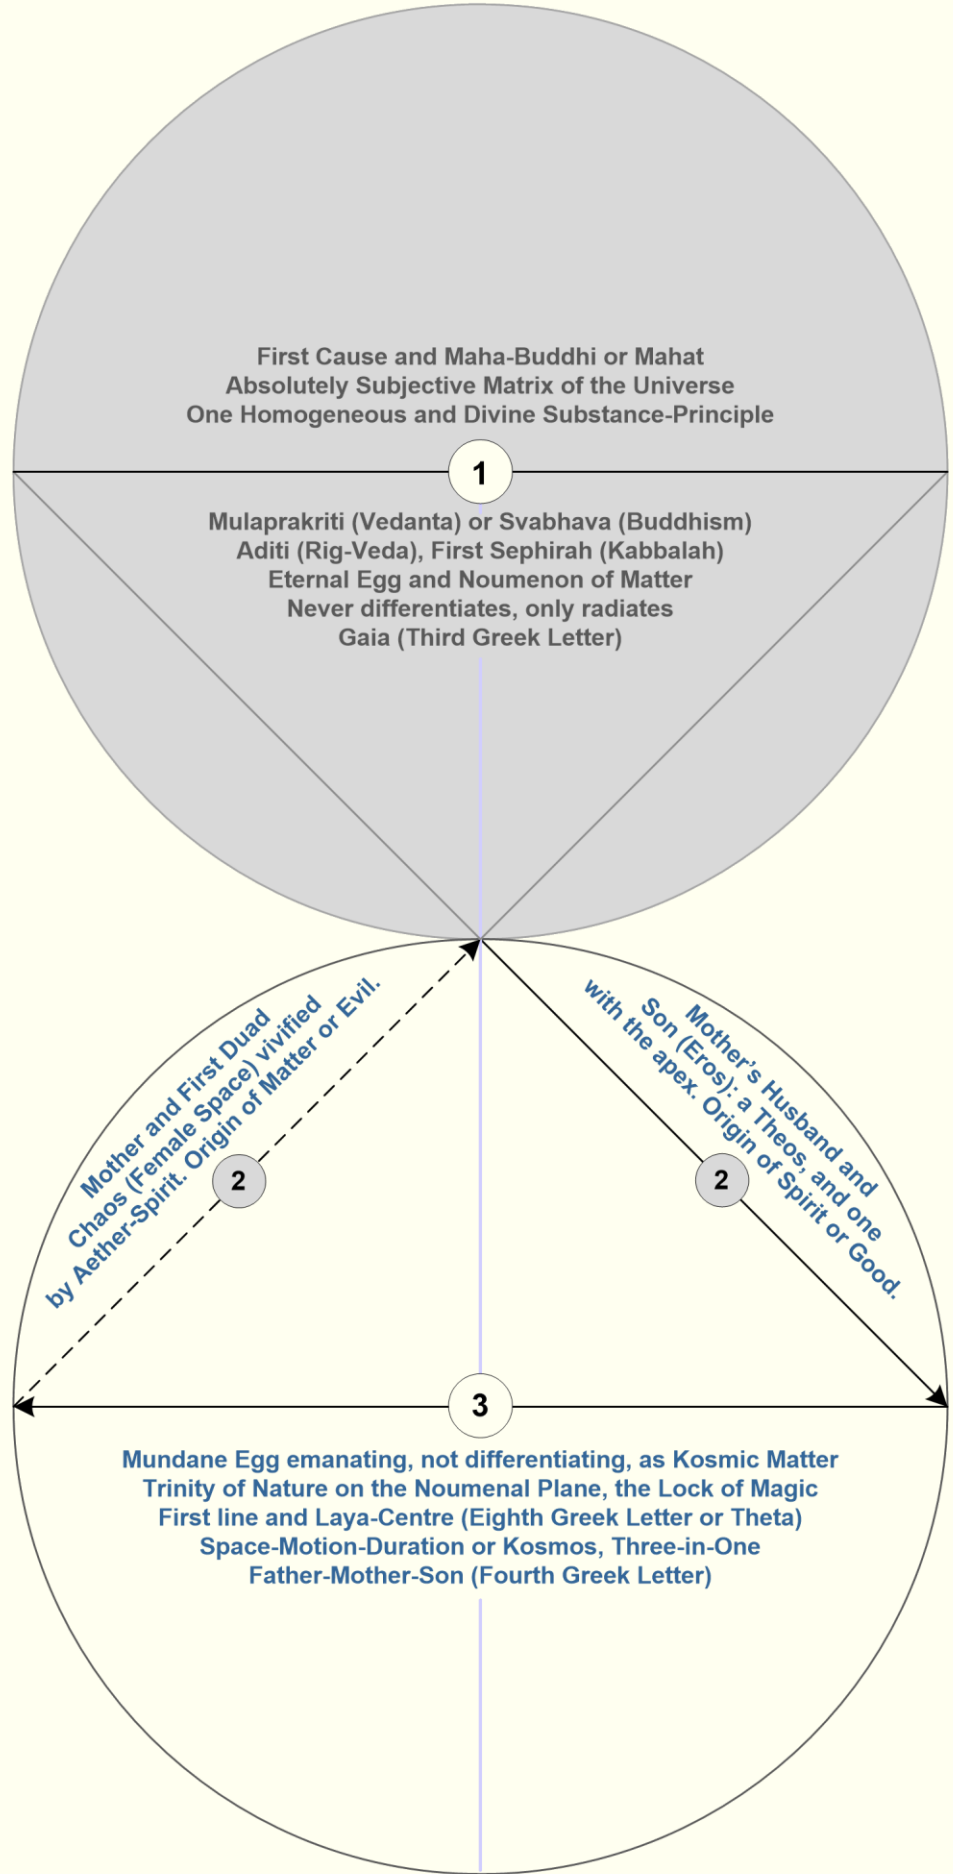 First Cause and Maha-Buddhi or Mahat
Absolutely Subjective Matrix of the Universe
One Homogeneous and Divine Substance-Principle
1
Mulaprakriti (Vedanta) or Svabhava (Buddhism)
Aditi (Rig-Veda), First Sephirah (Kabbalah)
Eternal Egg and Noumenon of Matter
Never differentiates, only radiates
Gaia (Third Greek Letter)
Mother and First Duad
Chaos (Female Space) vivified
by Aether-Spirit. Origin of Matter or Evil.
2
Mother's Husband and
Son (Eros): a Theos, and one
with the apex. Origin of Spirit or Good.
2
3
Mundane Egg emanating, not differentiating, as Kosmic Matter
Trinity of Nature on the Noumenal Plane, the Lock of Magic
First line and Laya-Centre (Eighth Greek Letter or Theta)
Space-Motion-Duration or Kosmos, Three-in-One
Father-Mother-Son (Fourth Greek Letter)